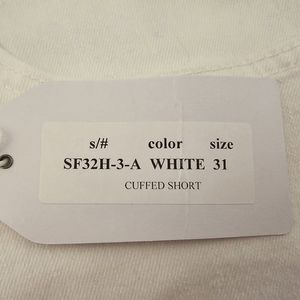 s/# color size
SF32H-3-A WHITE 31
CUFFED SHORT